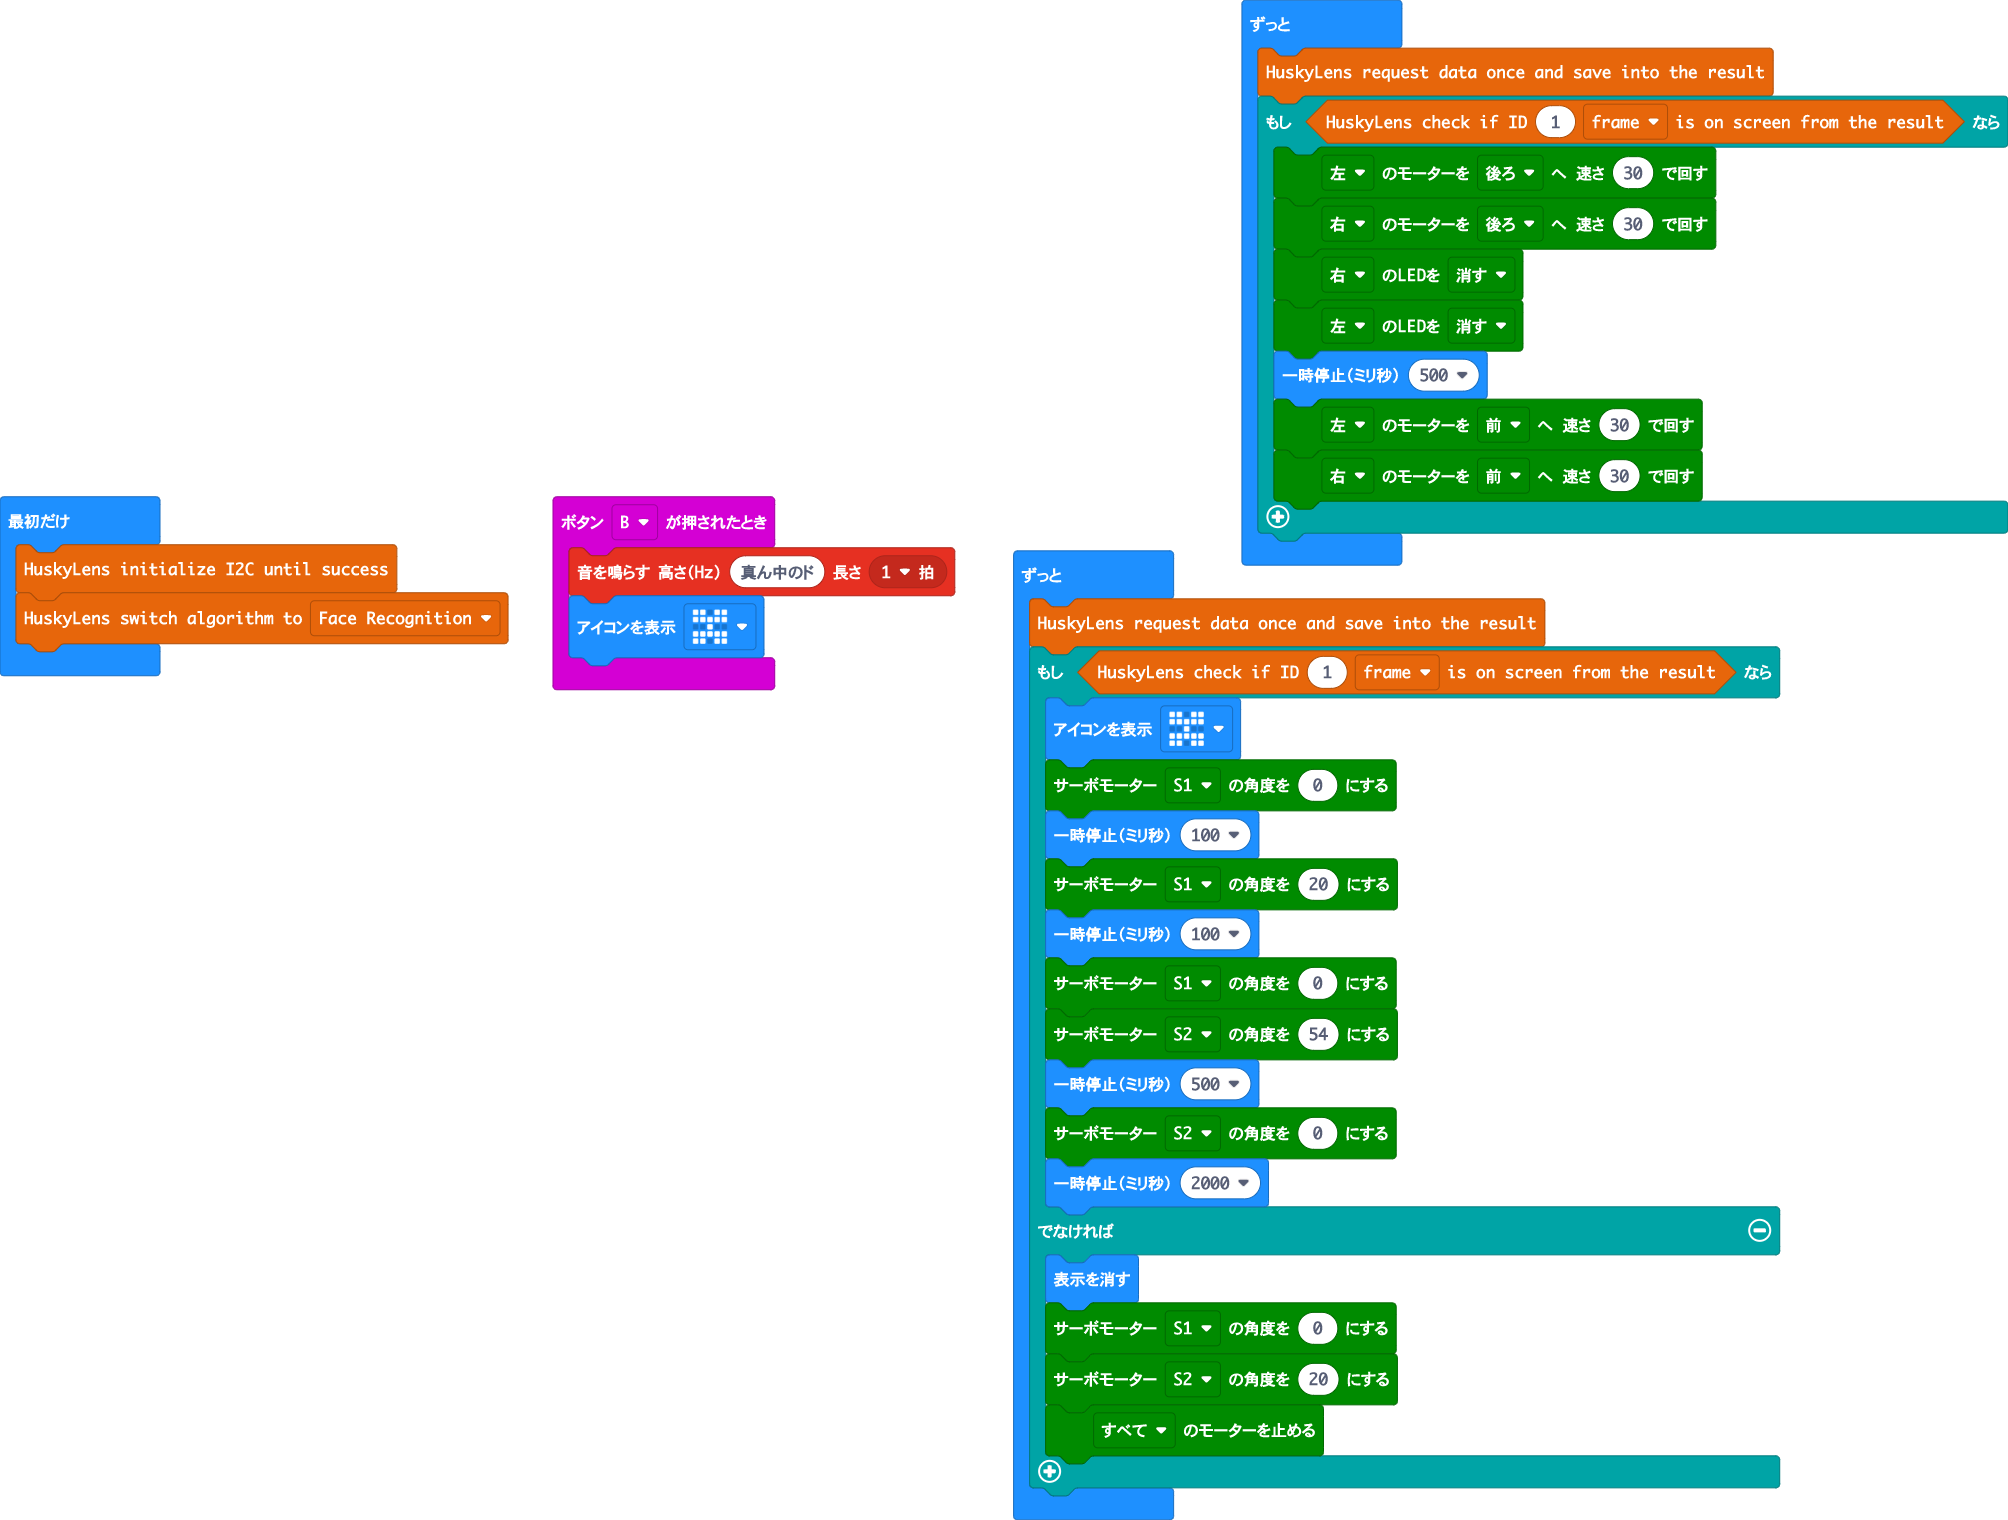 最初だけ
HuskyLens initialize I2C until success
HuskyLens switch algorithm to Face Recognition
ボタン B が押されたとき
音を鳴らす 高さ(Hz) 真ん中のド 長さ 1 拍
アイコンを表示
ずっと
HuskyLens request data once and save into the result
もし HuskyLens check if ID 1 frame is on screen from the result なら
左 のモーターを 後ろ へ 速さ 30 で回す
右 のモーターを 後ろ へ 速さ 30 で回す
右 のLEDを 消す
左 のLEDを 消す
一時停止(ミリ秒) 500
左 のモーターを 前 へ 速さ 30 で回す
右 のモーターを 前 へ 速さ 30 で回す
ずっと
HuskyLens request data once and save into the result
もし HuskyLens check if ID 1 frame is on screen from the result なら
アイコンを表示
サーボモーター S1 の角度を 0 にする
一時停止(ミリ秒) 100
サーボモーター S1 の角度を 20 にする
一時停止(ミリ秒) 100
サーボモーター S1 の角度を 0 にする
サーボモーター S2 の角度を 54 にする
一時停止(ミリ秒) 500
サーボモーター S2 の角度を 0 にする
一時停止(ミリ秒) 2000
でなければ
表示を消す
サーボモーター S1 の角度を 0 にする
サーボモーター S2 の角度を 20 にする
すべて のモーターを止める